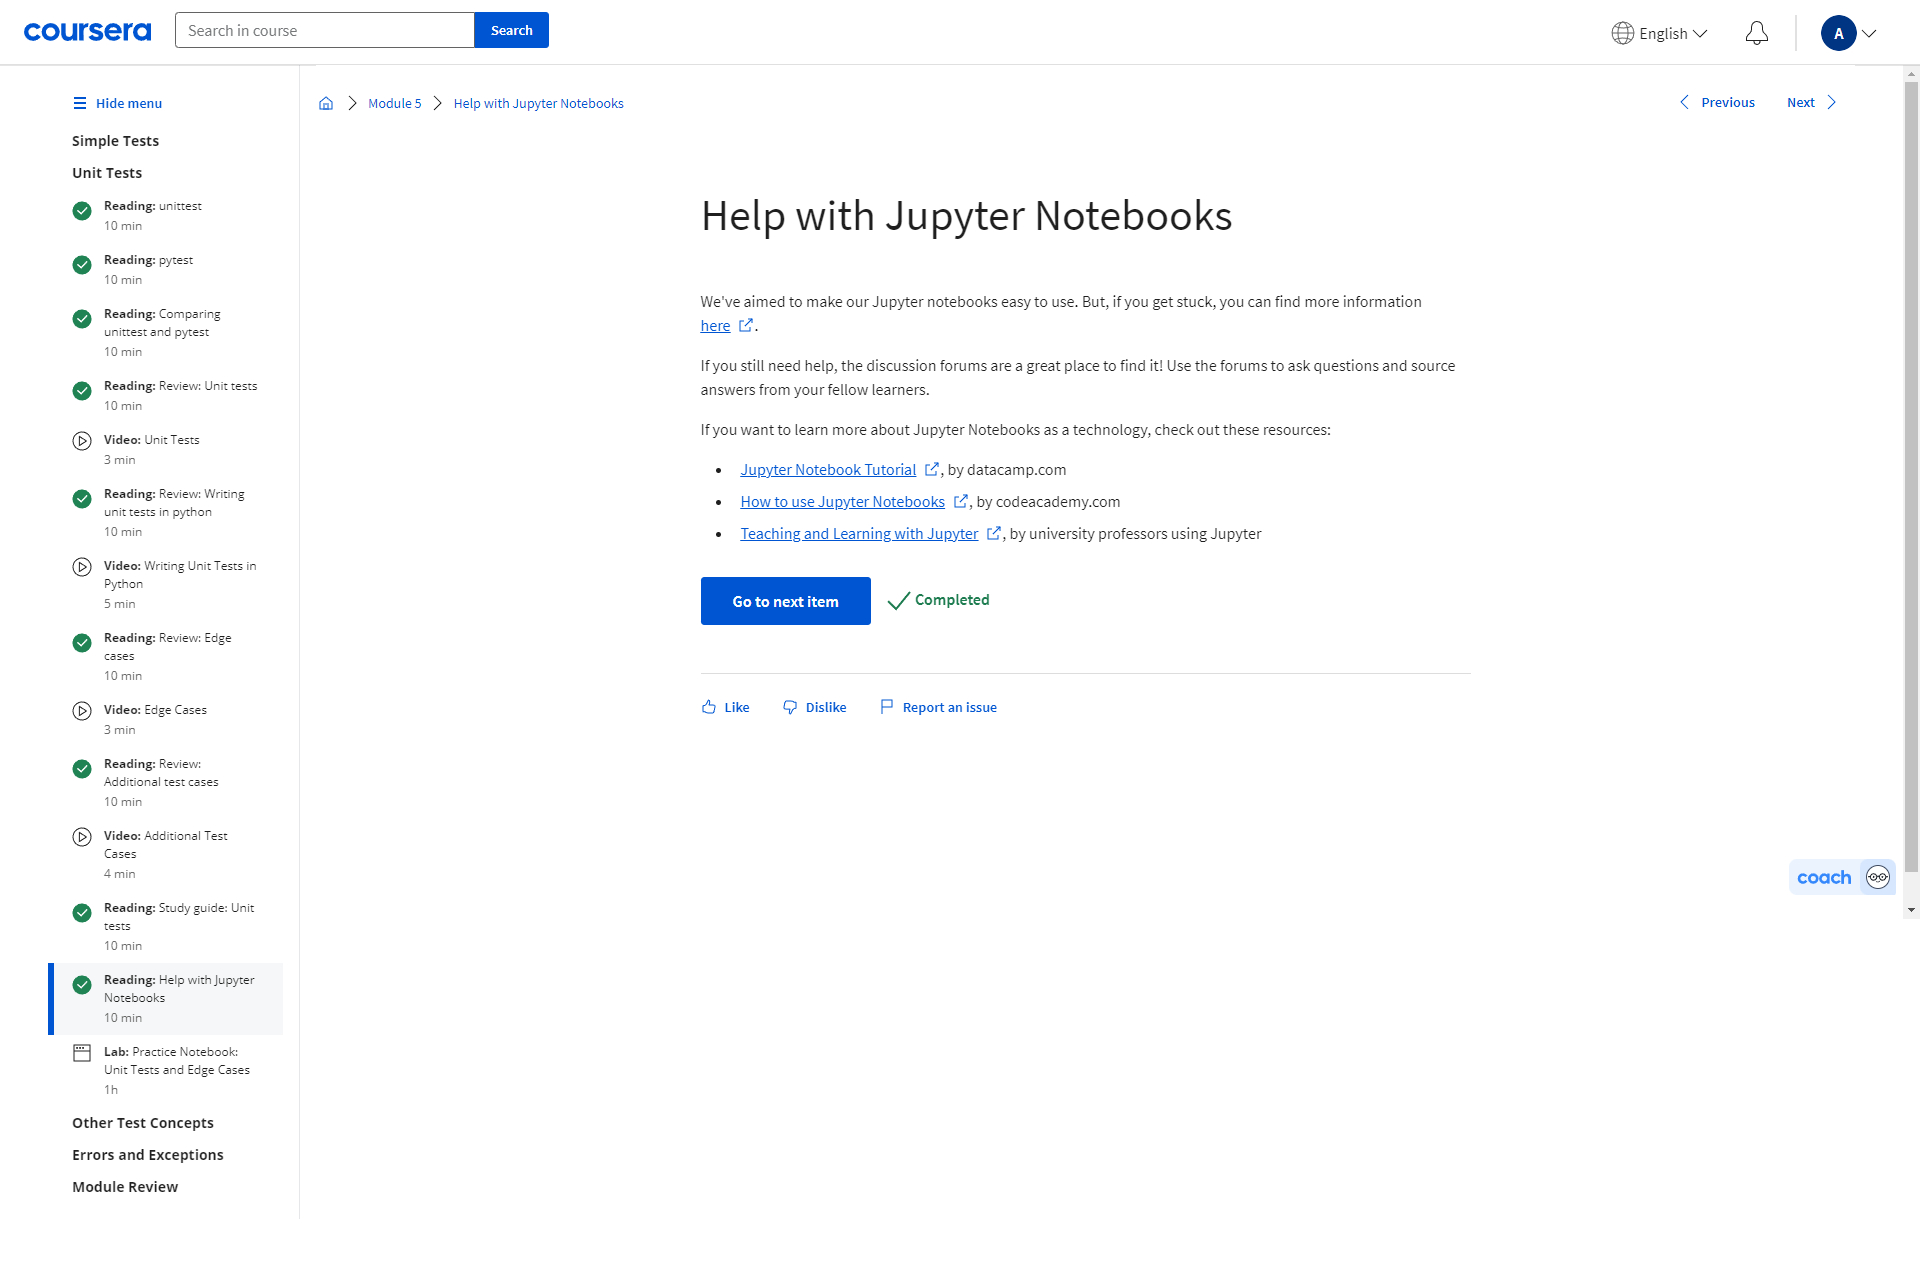 coursera
Search in course
Search
English
A
Hide menu
Simple Tests
Unit Tests
Reading: unittest
10 min
Reading: pytest
10 min
Reading: Comparing
unittest and pytest
10 min
Reading: Review: Unit tests
10 min
Video: Unit Tests
3 min
Reading: Review: Writing
unit tests in python
10 min
Video: Writing Unit Tests in
Python
5 min
Reading: Review: Edge
cases
10 min
Video: Edge Cases
3 min
Reading: Review:
Additional test cases
10 min
Video: Additional Test
Cases
4 min
Reading: Study guide: Unit
tests
10 min
Reading: Help with Jupyter
Notebooks
10 min
Lab: Practice Notebook:
Unit Tests and Edge Cases
1h
Other Test Concepts
Errors and Exceptions
Module Review
Module 5
Help with Jupyter Notebooks
Previous
Next
Help with Jupyter Notebooks
We've aimed to make our Jupyter notebooks easy to use. But, if you get stuck, you can find more information
here .
If you still need help, the discussion forums are a great place to find it! Use the forums to ask questions and source
answers from your fellow learners.
If you want to learn more about Jupyter Notebooks as a technology, check out these resources:
• Jupyter Notebook Tutorial , by datacamp.com
• How to use Jupyter Notebooks , by codeacademy.com
• Teaching and Learning with Jupyter , by university professors using Jupyter
Go to next item
Completed
Like
Dislike
Report an issue
coach